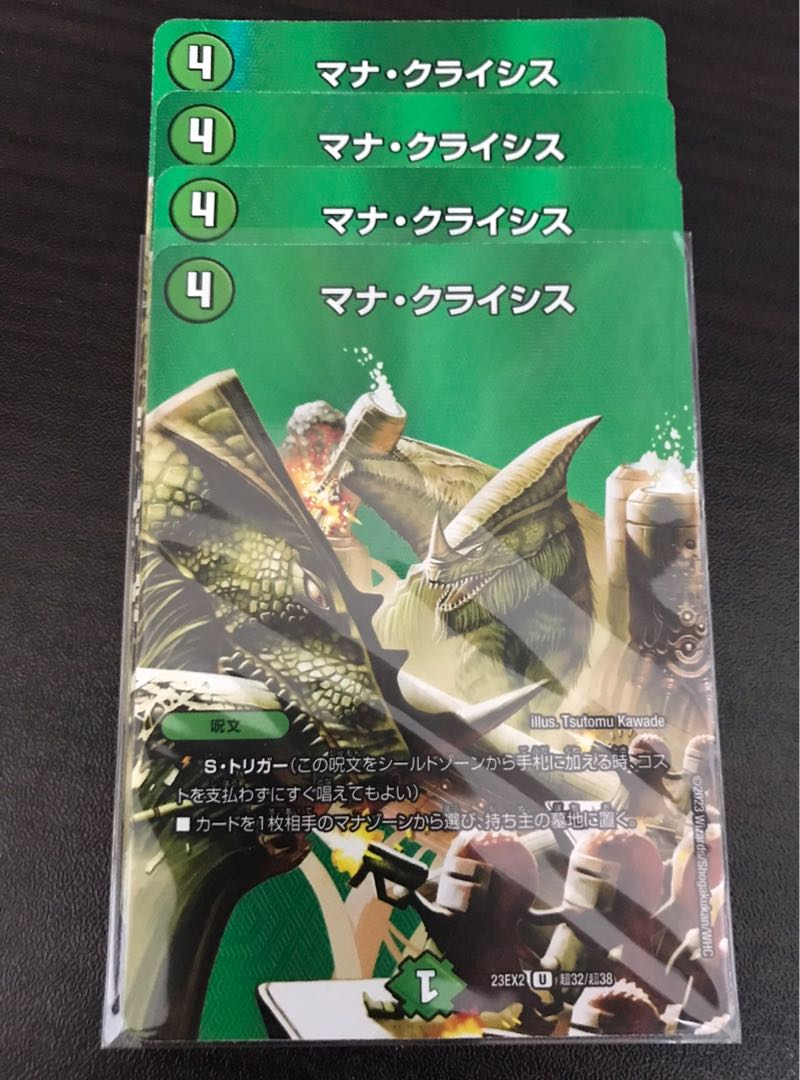 4 マナ・クライシス
4 マナ・クライシス
4 マナ・クライシス
4 マナ・クライシス
呪文
illus. Tsutomu Kawade
S・トリガー(この呪文をシールドゾーンから手札に加える時、コス
トを支払わずにすぐ唱えてもよい)
■ カードを1枚相手のマナゾーンから選び、持ち主の墓地に置く。
©2023 Wizards/Shogakukan/WHC
1
23EX2 U 超32/超38